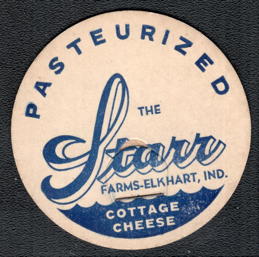 PASTEURIZED
THE
Starr
FARMS-ELKHART, IND.
COTTAGE
CHEESE